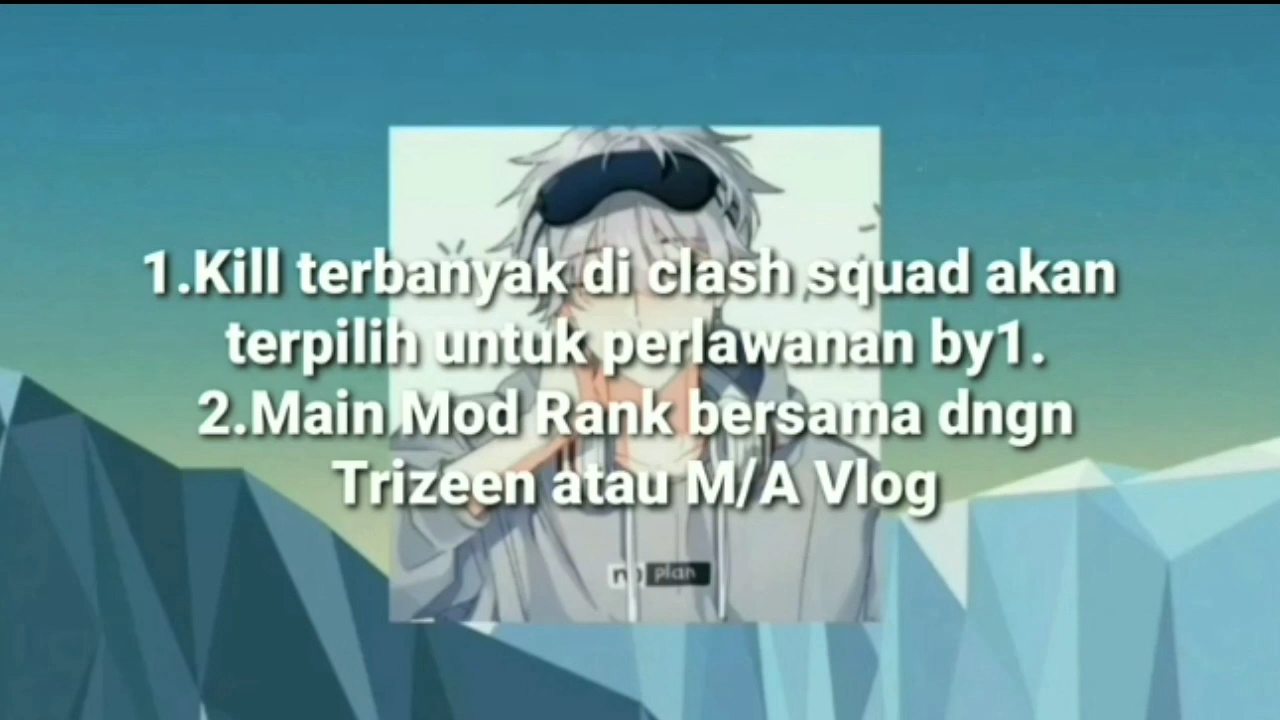 1.Kill terbanyak di clash squad akan
terpilih untuk perlawanan by1.
2.Main Mod Rank bersama dngn
Trizeen atau M/A Vlog
no plan